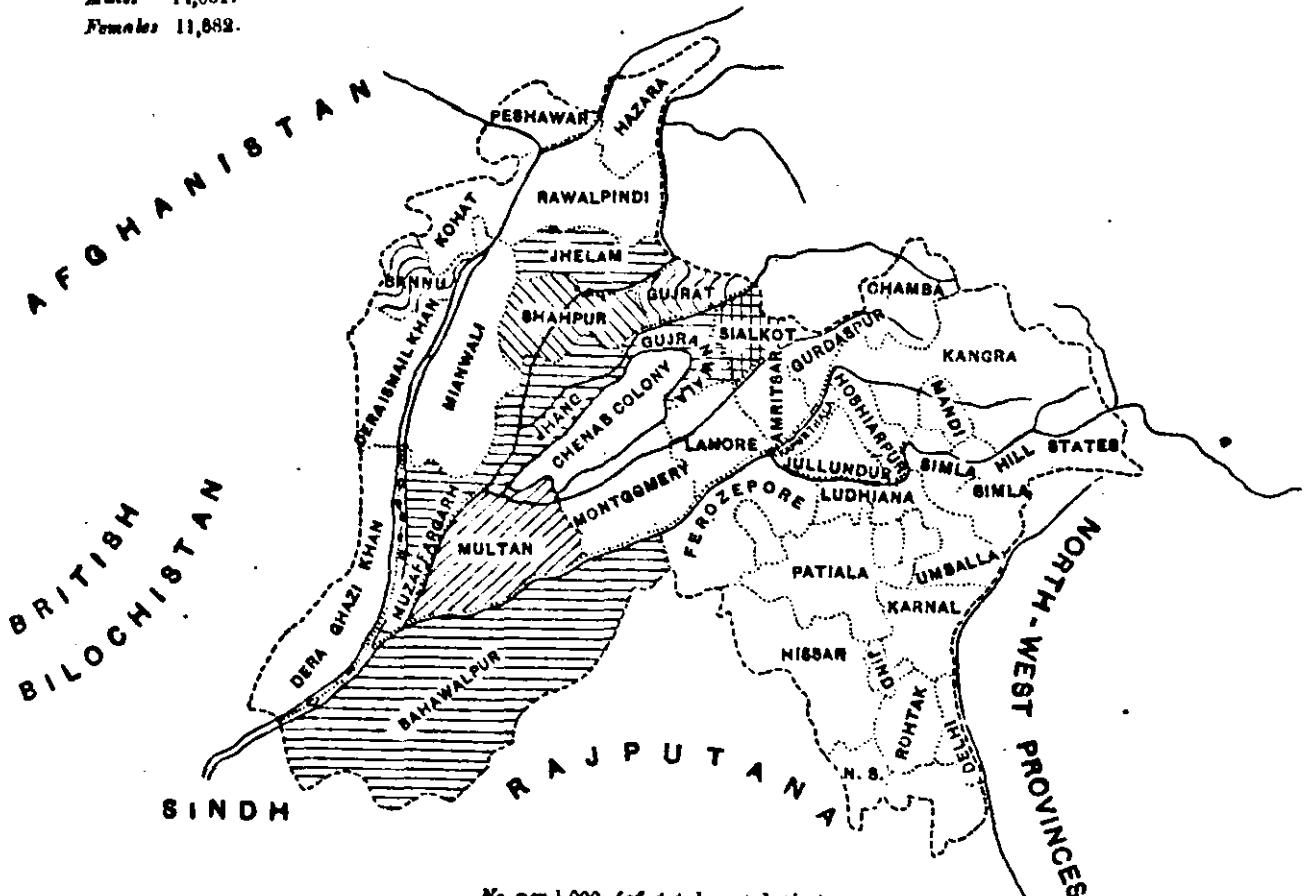 Females 11,882.
AFGHANISTAN
PESHAWAR
HAZARA
RAWALPINDI
KOHAT
BANNU
JHELAM
SHAHPUR
GUJRAT
SIALKOT
GUJRANWALA
CHAMBA
GURDASPUR
KANGRA
DERAISMAIL KHAN
MIANWALI
JHANG
CHENAB COLONY
LAHORE
AMRITSAR
HOSHIARPUR
MANDI
JULLUNDUR
SIMLA HILL STATES
SIMLA
LUDHIANA
MONTGOMERY
FEROZEPORE
BRITISH
BILOCHISTAN
DERA GHAZI KHAN
MUZAFFARGARH
MULTAN
PATIALA
UMBALLA
KARNAL
NORTH-WEST PROVINCES
HISSAR
JIND
ROHTAK
DELHI
BAHAWALPUR
N. S.
RAJPUTANA
SINDH